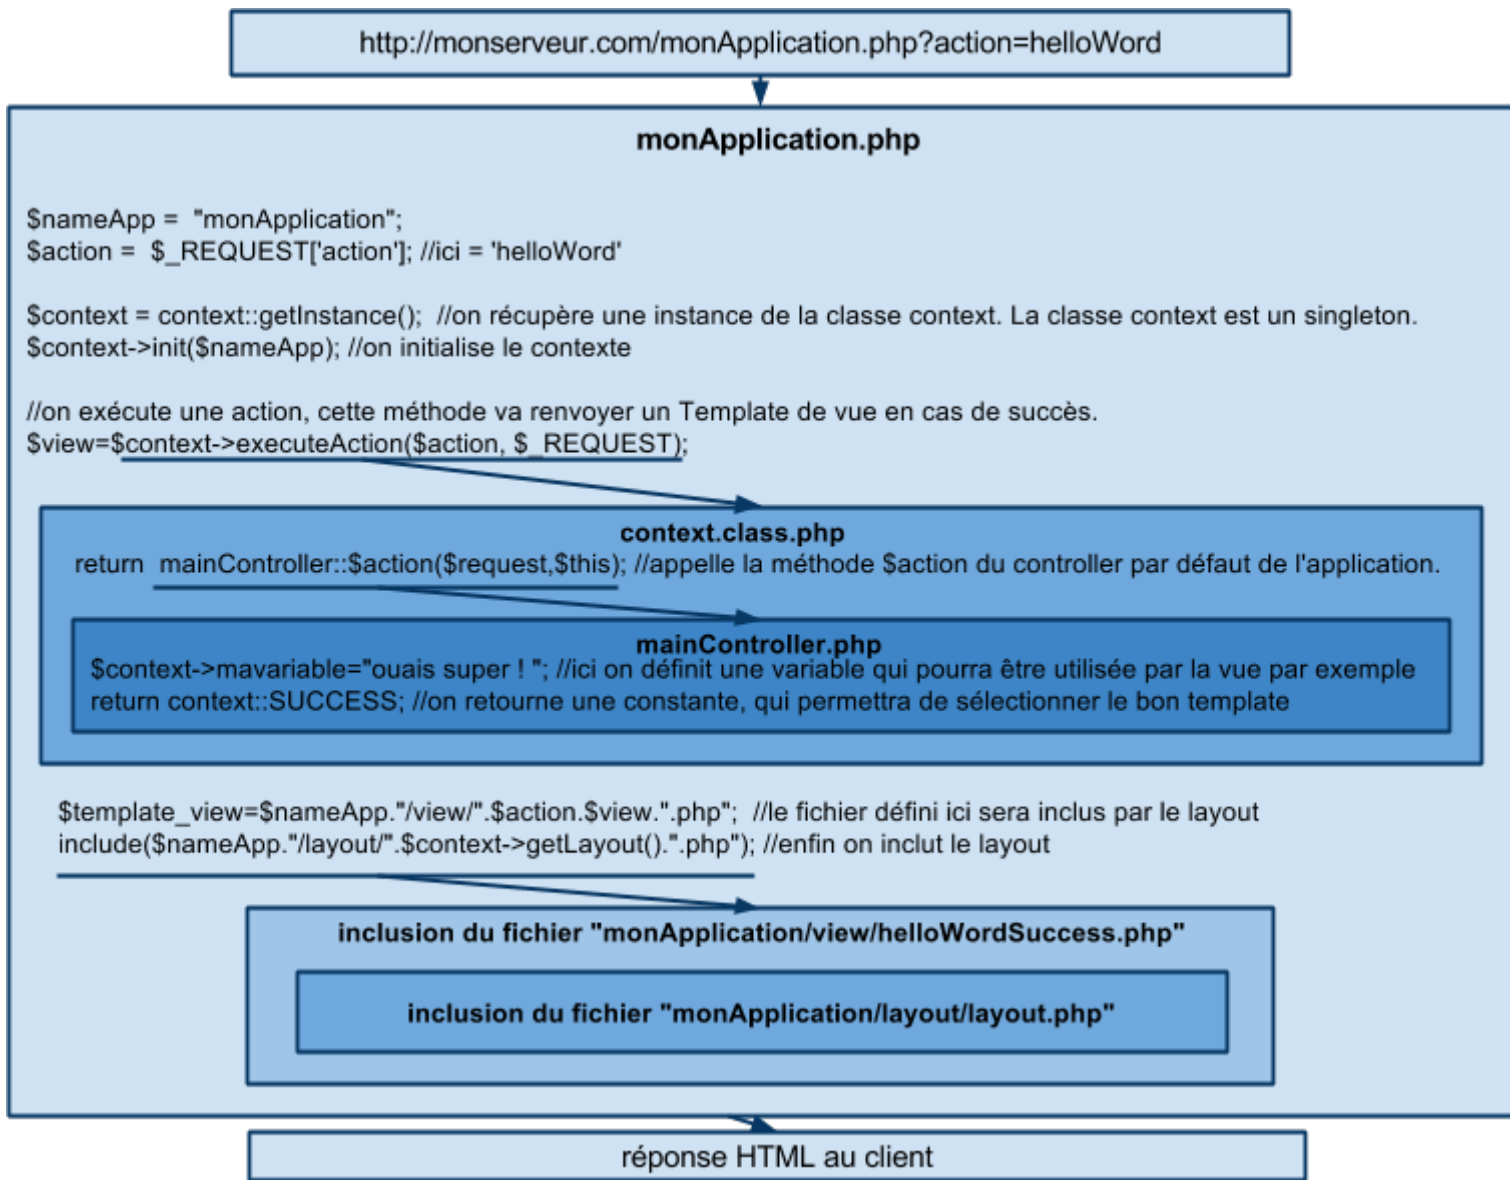 http://monserveur.com/monApplication.php?action=helloWord
monApplication.php
$nameApp = "monApplication";
$action = $_REQUEST['action']; //ici = 'helloWord'
$context = context::getInstance(); //on récupère une instance de la classe context. La classe context est un singleton.
$context->init($nameApp); //on initialise le contexte
//on exécute une action, cette méthode va renvoyer un Template de vue en cas de succès.
$view=$context->executeAction($action, $_REQUEST);
context.class.php
return mainController::$action($request,$this); //appelle la méthode $action du controller par défaut de l'application.
mainController.php
$context->mavariable="ouais super ! "; //ici on définit une variable qui pourra être utilisée par la vue par exemple
return context::SUCCESS; //on retourne une constante, qui permettra de sélectionner le bon template
$template_view=$nameApp."/view/".$action.$view.".php"; //le fichier défini ici sera inclus par le layout
include($nameApp."/layout/".$context->getLayout().".php"); //enfin on inclut le layout
inclusion du fichier "monApplication/view/helloWordSuccess.php"
inclusion du fichier "monApplication/layout/layout.php"
réponse HTML au client